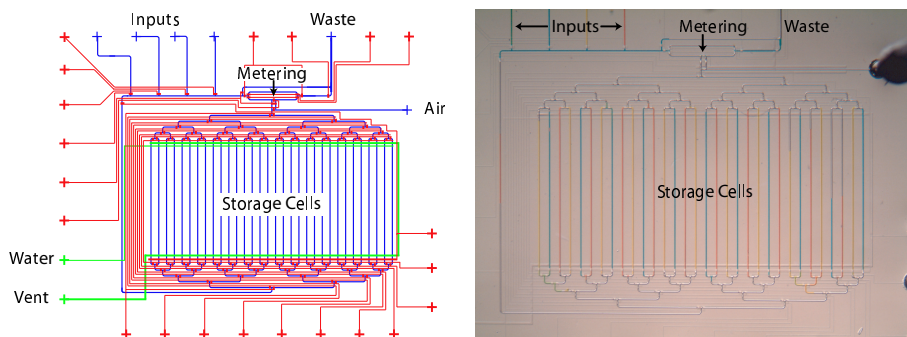 Inputs
Waste
Metering
Air
Storage Cells
Water
Vent
Inputs
Waste
Metering
Storage Cells